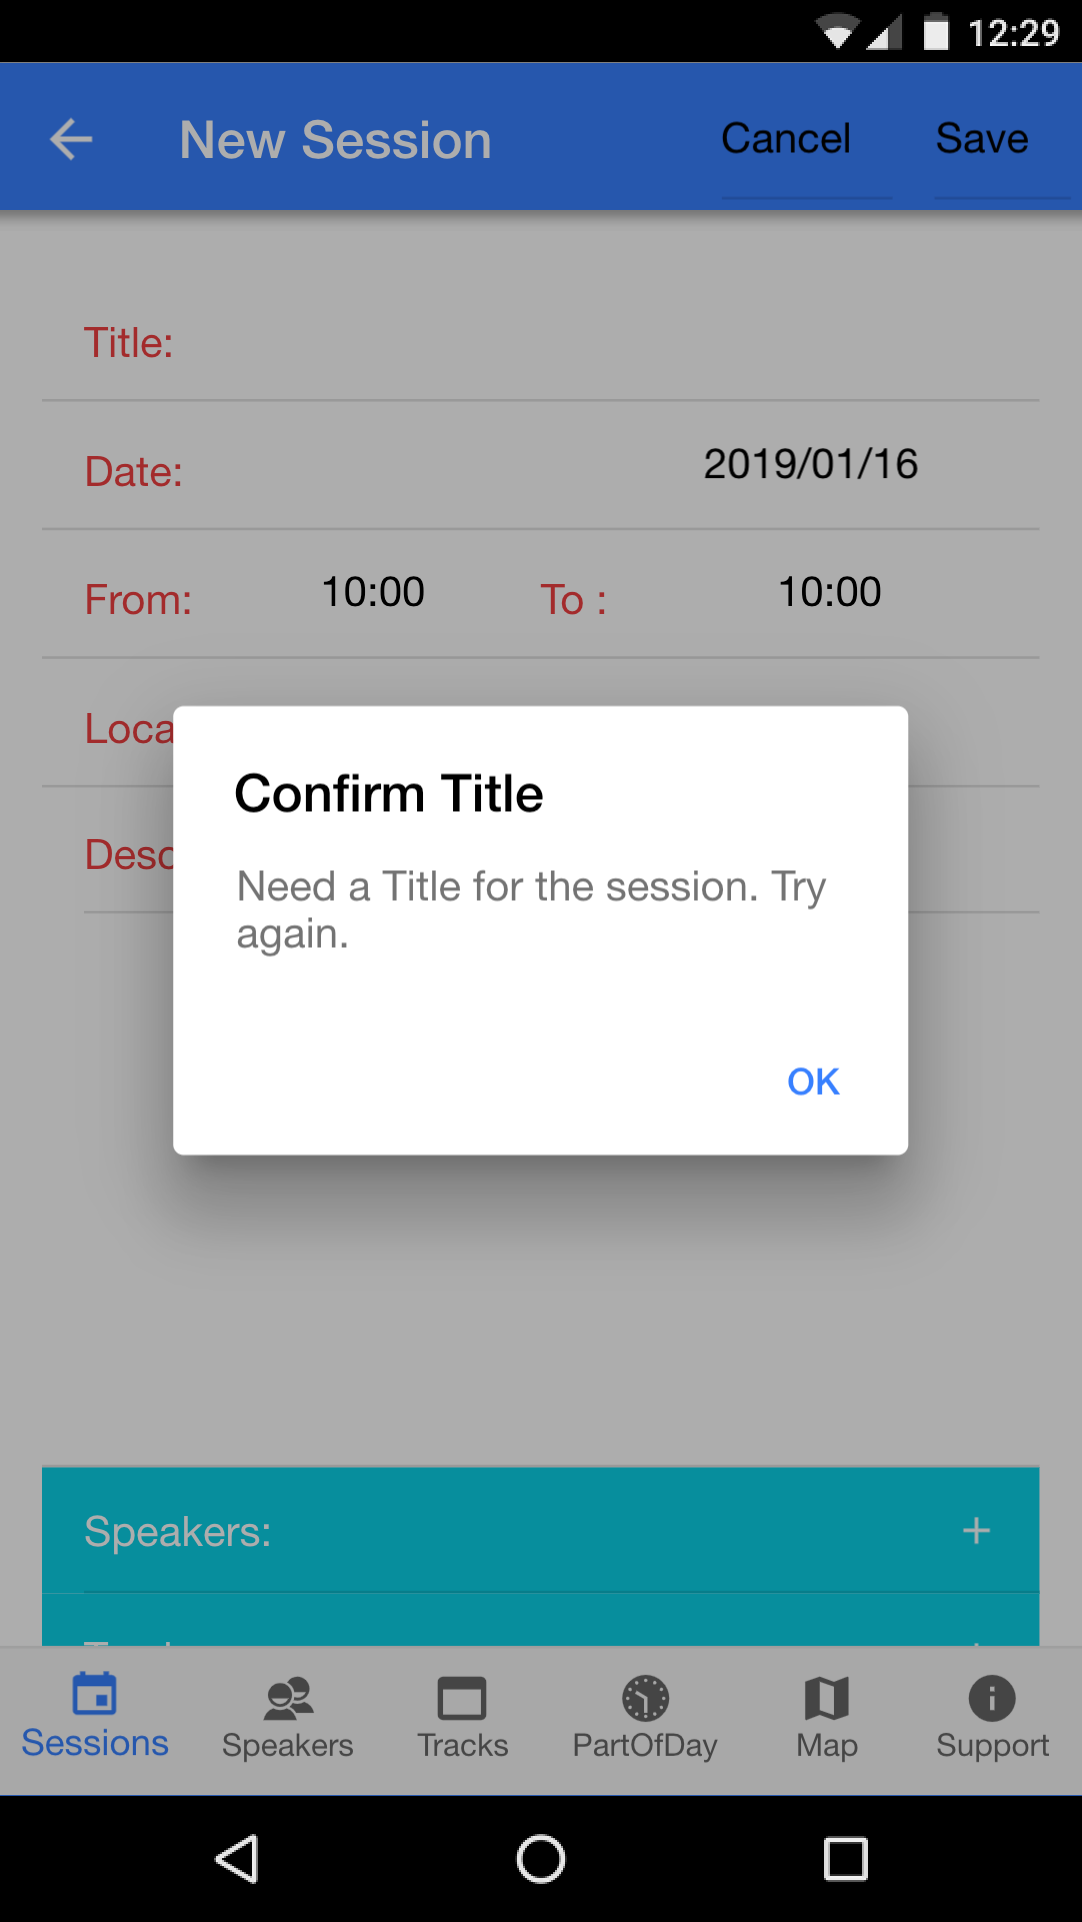 12:29
New Session Cancel Save
Title:
Date: 2019/01/16
From: 10:00 To : 10:00
Loca
Desc
Confirm Title
Need a Title for the session. Try
again.
OK
Speakers: +
Sessions Speakers Tracks PartOfDay Map Support